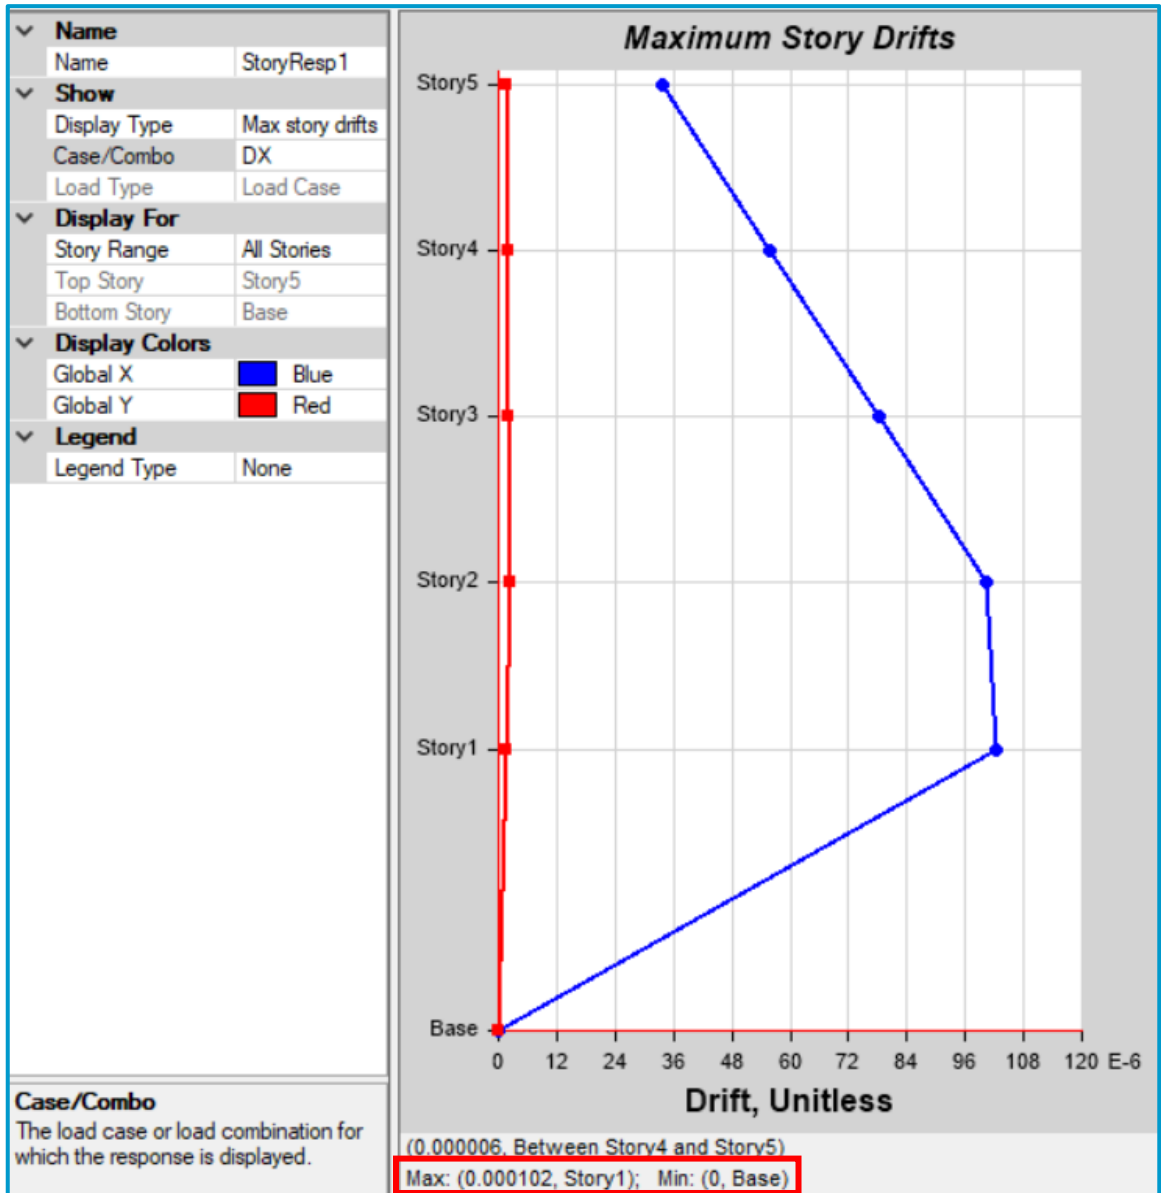 Name
Name StoryResp1
Show
Display Type Max story drifts
Case/Combo DX
Load Type Load Case
Display For
Story Range All Stories
Top Story Story5
Bottom Story Base
Display Colors
Global X Blue
Global Y Red
Legend
Legend Type None
Case/Combo
The load case or load combination for
which the response is displayed.
Maximum Story Drifts
Story5
Story4
Story3
Story2
Story1
Base
0 12 24 36 48 60 72 84 96 108 120 E-6
Drift, Unitless
(0.000006, Between Story4 and Story5)
Max: (0.000102, Story1); Min: (0, Base)